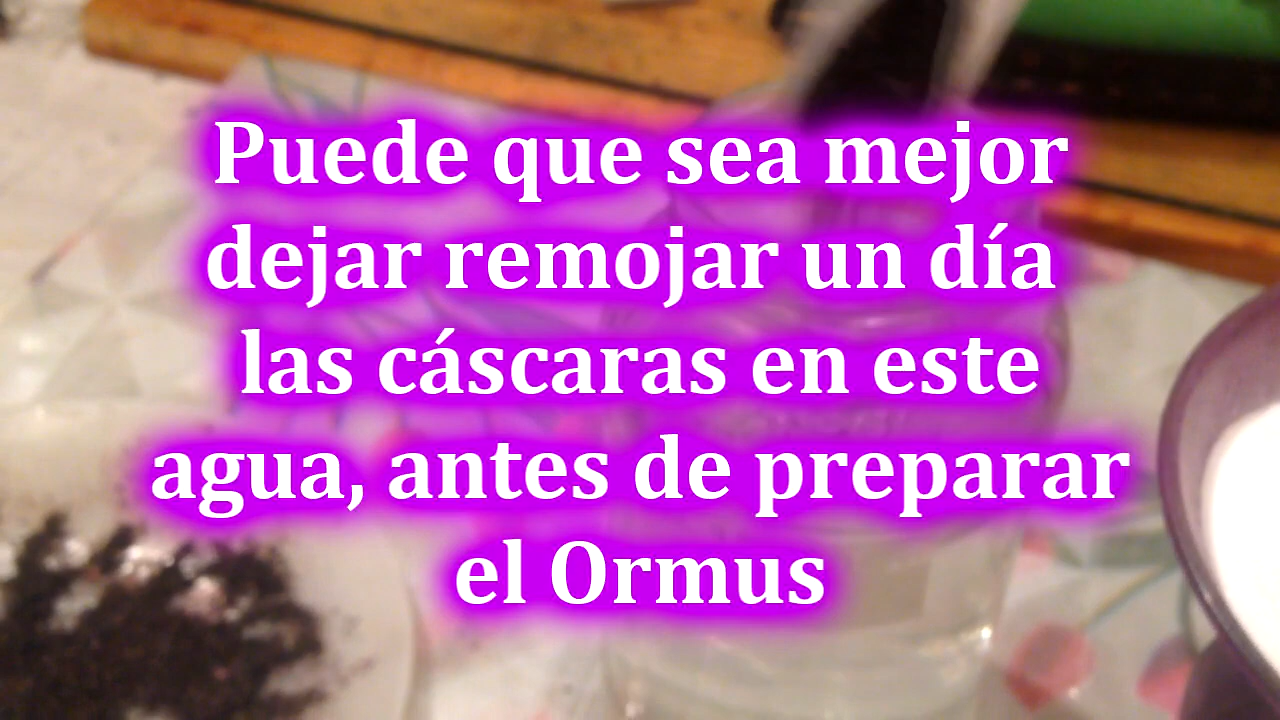 Puede que sea mejor
dejar remojar un día
las cáscaras en este
agua, antes de preparar
el Ormus